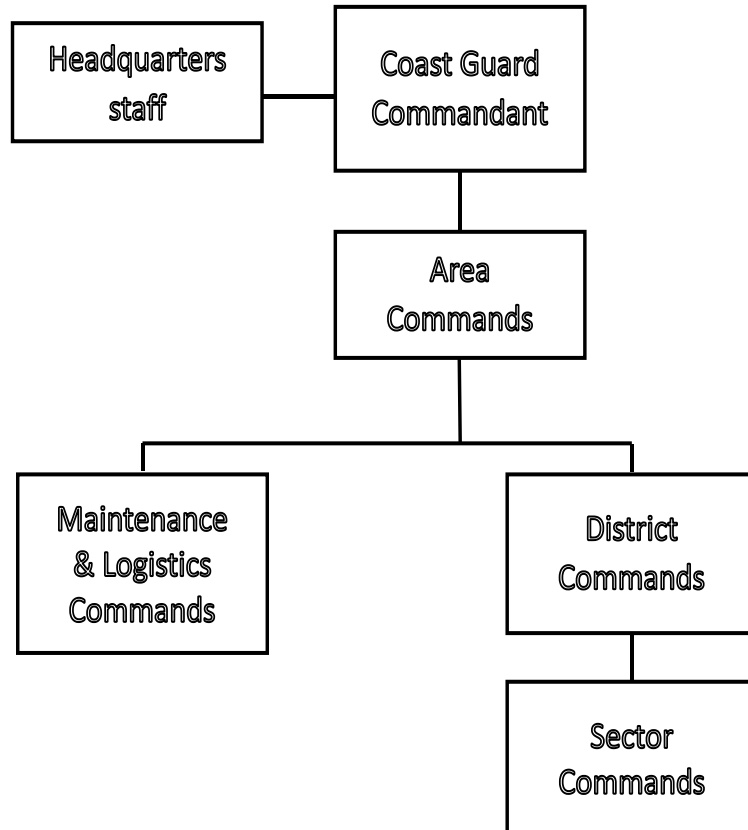 Headquarters
staff
Coast Guard
Commandant
Area
Commands
Maintenance
& Logistics
Commands
District
Commands
Sector
Commands